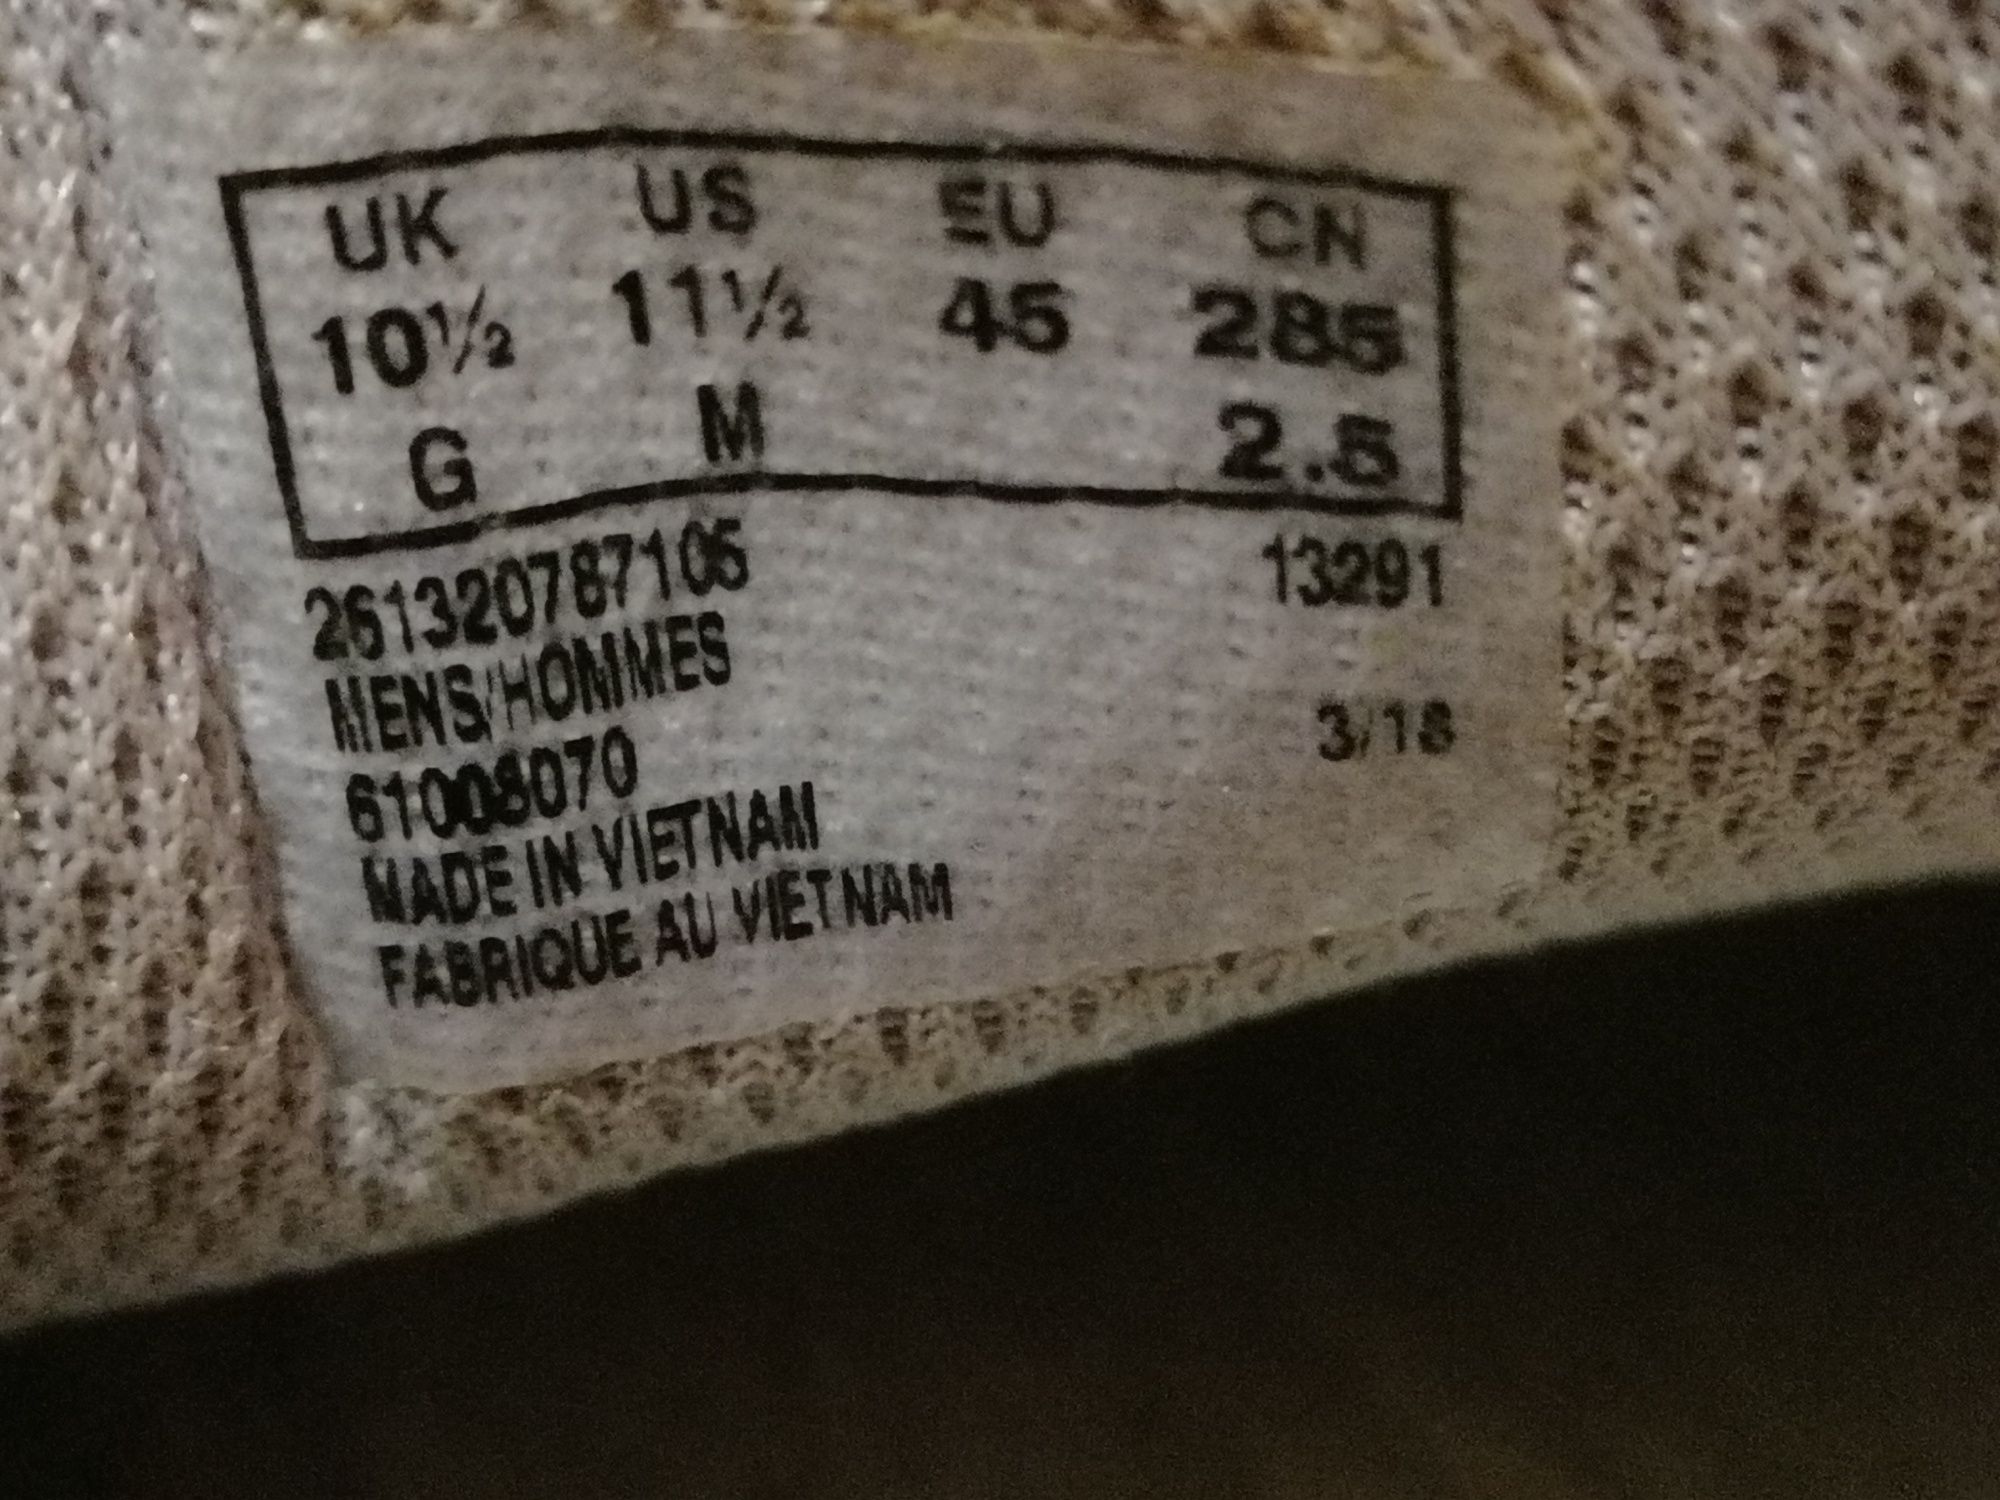 UK US EU CN
10½ 11½ 45 285
G M 2.5
261320787105 13291
MENS/HOMMES
61008070 3/18
MADE IN VIETNAM
FABRIQUE AU VIETNAM